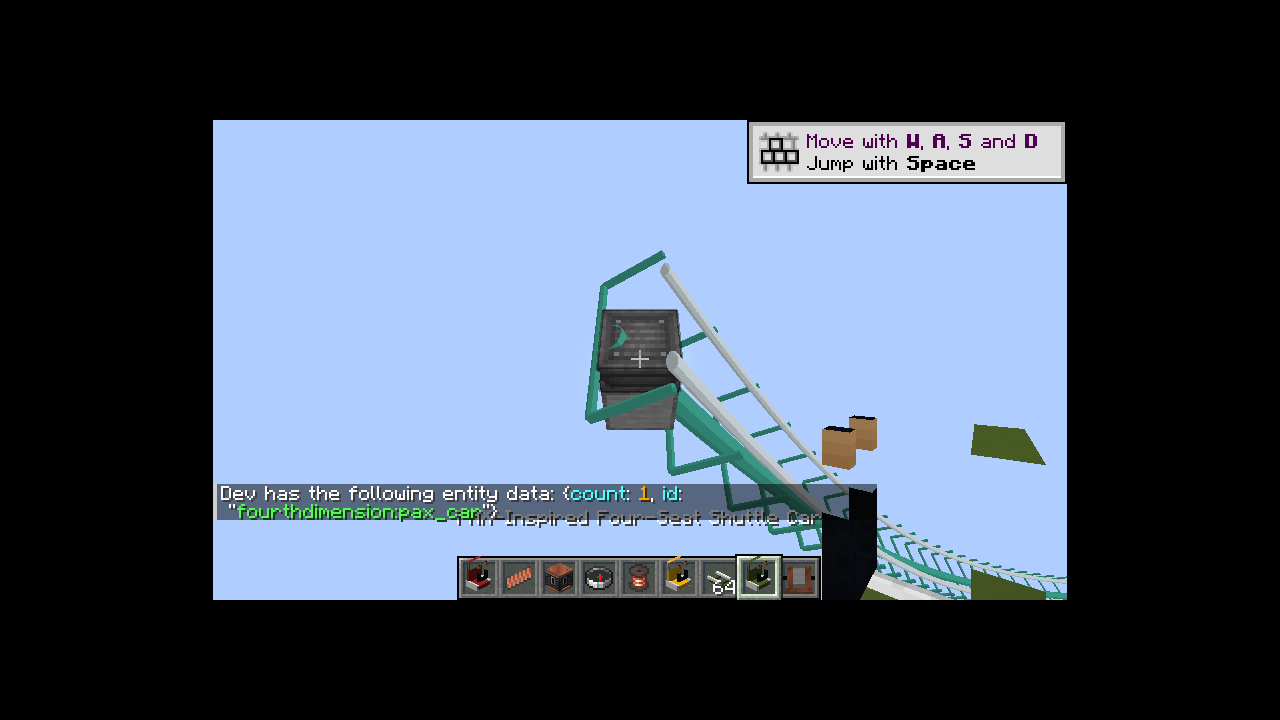 Move with W, A, S and D
Jump with Space
Dev has the following entity data: {count: 1, id:
"fourthdimension:pax_car"}
-Inspired Four-Seat Shuttle Car
64